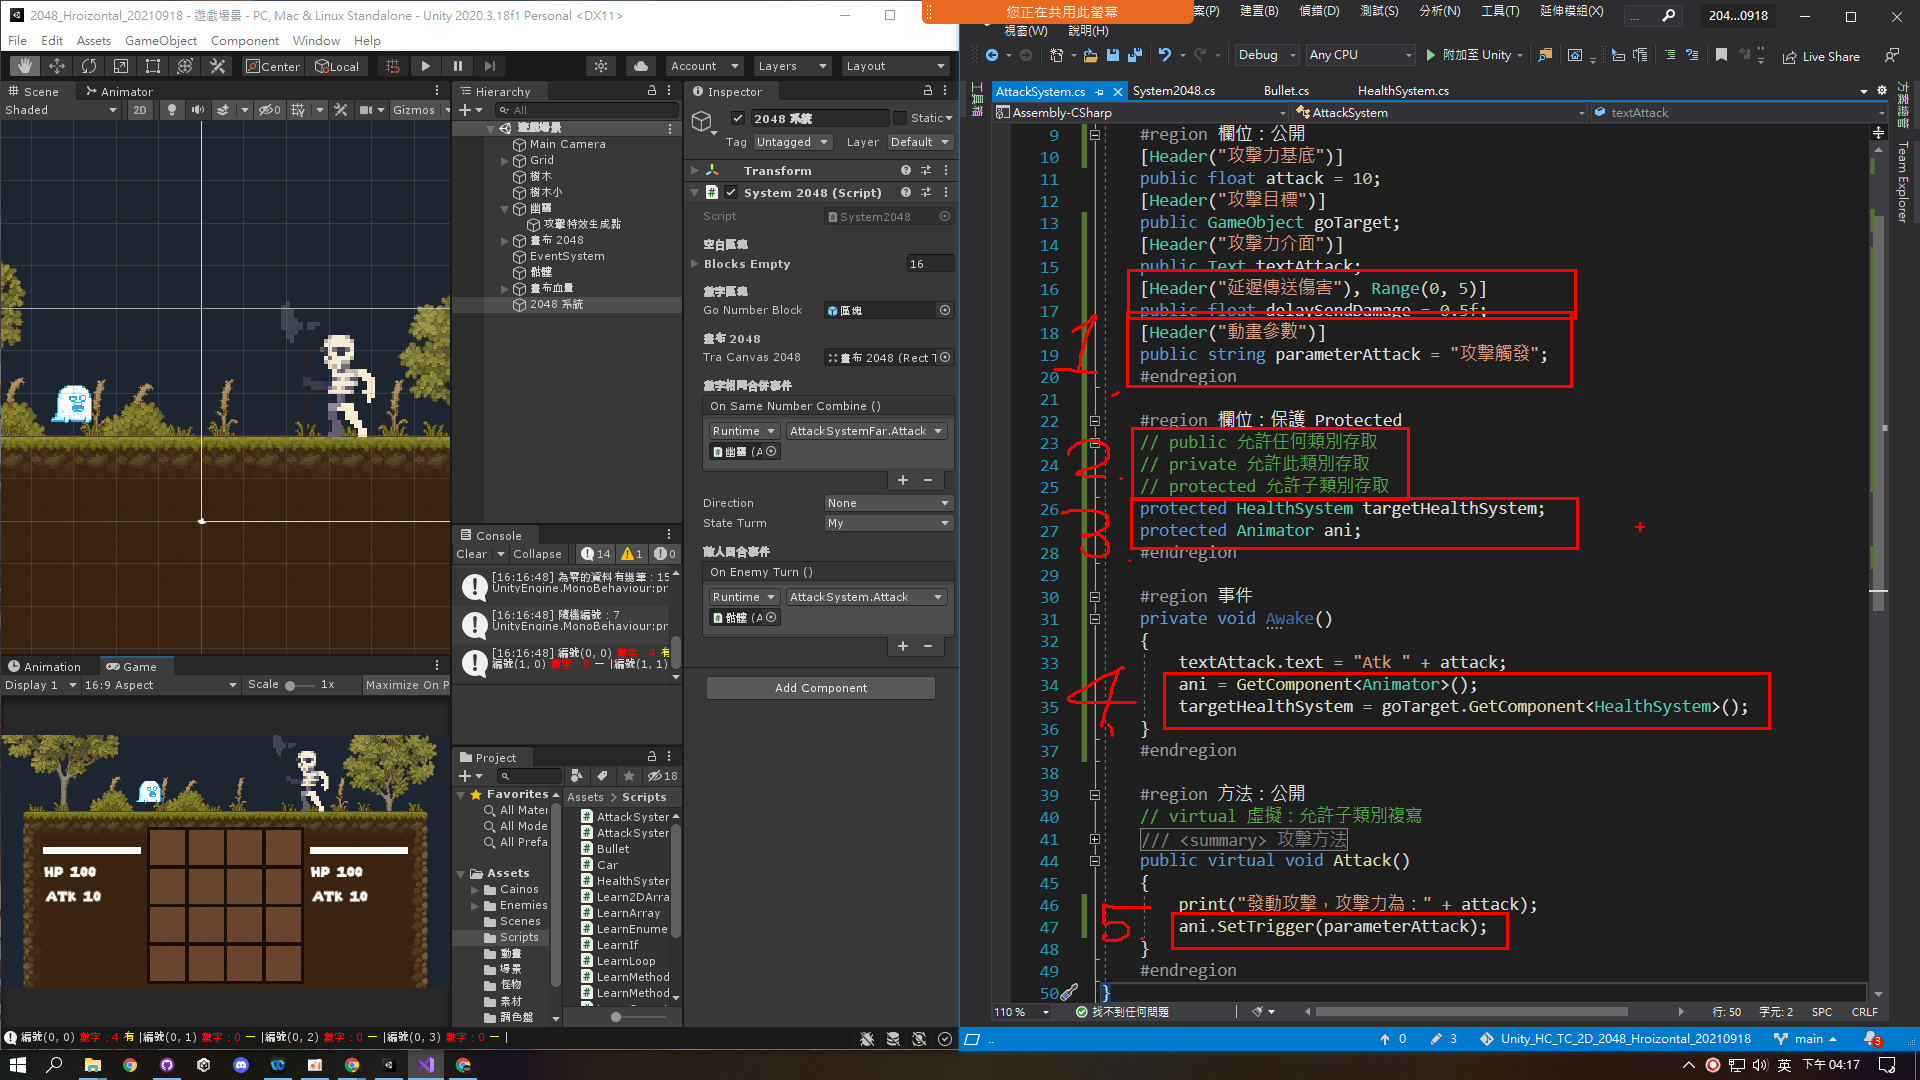 2048_Hroizontal_20210918 - 遊戲場景 - PC, Mac & Linux Standalone - Unity 2020.3.18f1 Personal <DX11>
File Edit Assets GameObject Component Window Help
Center Local
Account Layers Layout
Scene Animator
Shaded 2D 0 Gizmos
Hierarchy
All
遊戲場景
Main Camera
Grid
樹木
樹木小
幽靈
攻擊特效生成點
畫布 2048
EventSystem
骷髏
畫布血量
2048 系統
Inspector
2048 系統 Static
Tag Untagged Layer Default
Transform
System 2048 (Script)
Script System2048
空白區塊
Blocks Empty 16
數字區塊
Go Number Block 區塊
畫布 2048
Tra Canvas 2048 畫布 2048 (Rect T
數字相同合併事件
On Same Number Combine ()
Runtime AttackSystemFar.Attack
幽靈 (A
Direction None
State Turm My
敵人回合事件
On Enemy Turn ()
Runtime AttackSystem.Attack
骷髏 (A
Add Component
Console
Clear Collapse 14 1 0
[16:16:48] 為零的資料有幾筆：15
UnityEngine.MonoBehaviour:pr
[16:16:48] 隨機編號：7
UnityEngine.MonoBehaviour:pr
[16:16:48] 編號(0, 0) 數字：4 有
編號(1, 0) 數字：0 一 |編號(1, 1)
Animation Game
Display 1 16:9 Aspect Scale 1x Maximize On P
HP 100
ATK 10
HP 100
ATK 10
Project
18
Favorites
All Mater
All Mode
All Prefa
Assets
Cainos
Enemies
Scenes
Scripts
動畫
場景
怪物
素材
調色盤
Assets > Scripts
AttackSyster
AttackSyster
Bullet
Car
HealthSyster
Learn2DArra
LearnArray
LearnEnume
LearnIf
LearnLoop
LearnMethod
LearnMethod
編號(0, 0) 數字：4 有 |編號(0, 1) 數字：0 一 |編號(0, 2) 數字：0 一 |編號(0, 3) 數字：0 一 |
您正在共用此螢幕
案(P) 建置(B) 偵錯(D) 測試(S) 分析(N) 工具(T) 延伸模組(X)
視窗(W) 說明(H)
204...0918
Debug Any CPU 附加至 Unity Live Share
工具箱
方案總管
Team Explorer
AttackSystem.cs System2048.cs Bullet.cs HealthSystem.cs
Assembly-CSharp AttackSystem textAttack
9 #region 欄位：公開
10 [Header("攻擊力基底")]
11 public float attack = 10;
12 [Header("攻擊目標")]
13 public GameObject goTarget;
14 [Header("攻擊力介面")]
15 public Text textAttack;
16 [Header("延遲傳送傷害"), Range(0, 5)]
17 public float delaySendDamage = 0.5f;
18 [Header("動畫參數")]
19 public string parameterAttack = "攻擊觸發";
20 #endregion
21
22 #region 欄位：保護 Protected
23 // public 允許任何類別存取
24 // private 允許此類別存取
25 // protected 允許子類別存取
26 protected HealthSystem targetHealthSystem;
27 protected Animator ani;
28 #endregion
29
30 #region 事件
31 private void Awake()
32 {
33 textAttack.text = "Atk " + attack;
34 ani = GetComponent<Animator>();
35 targetHealthSystem = goTarget.GetComponent<HealthSystem>();
36 }
37 #endregion
38
39 #region 方法：公開
40 // virtual 虛擬：允許子類別複寫
41 /// <summary> 攻擊方法
44 public virtual void Attack()
45 {
46 print("發動攻擊，攻擊力為：" + attack);
47 ani.SetTrigger(parameterAttack);
48 }
49 #endregion
50 }
1.
2.
3.
4.
5.
110 % 找不到任何問題 行: 50 字元: 2 SPC CRLF
0 3 Unity_HC_TC_2D_2048_Hroizontal_20210918 main 3
英 下午 04:17